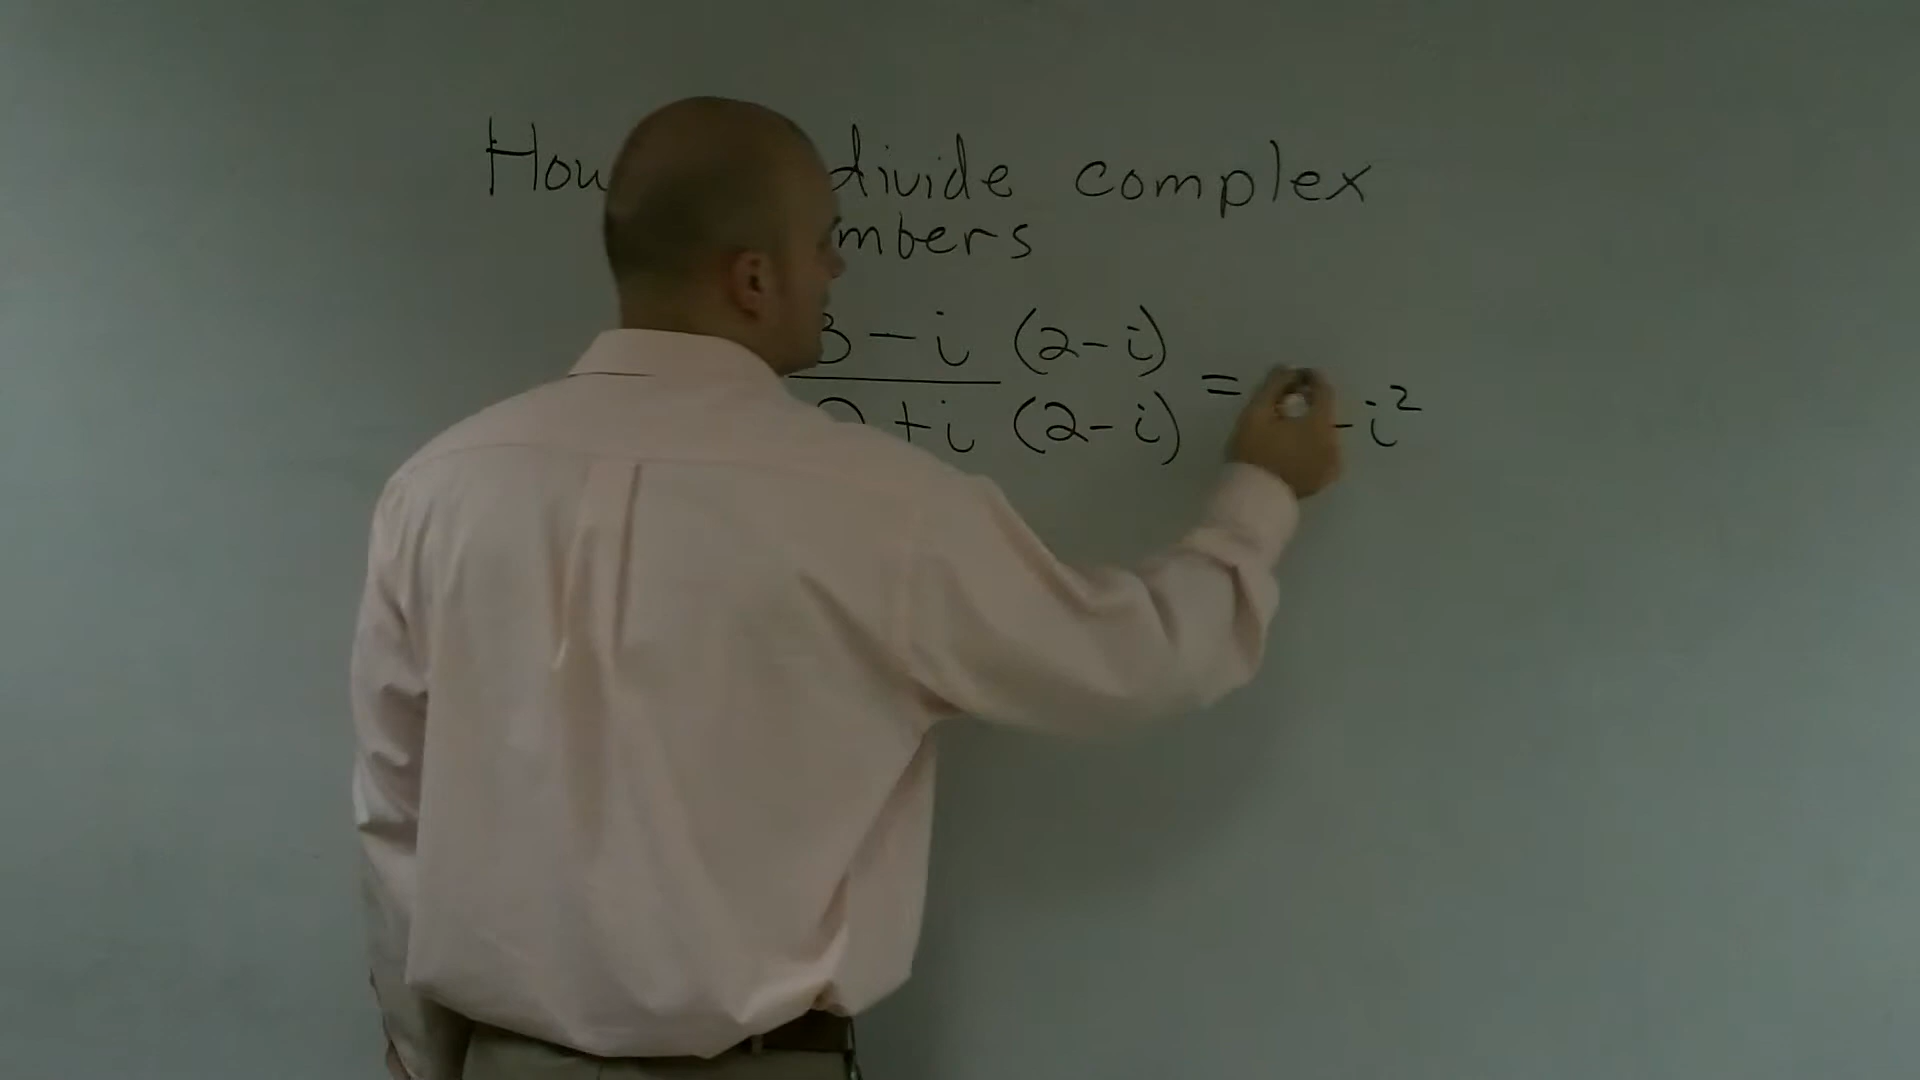 How divide complex
mbers
3 - i (2 - i)
2 + i (2 - i) = - i²